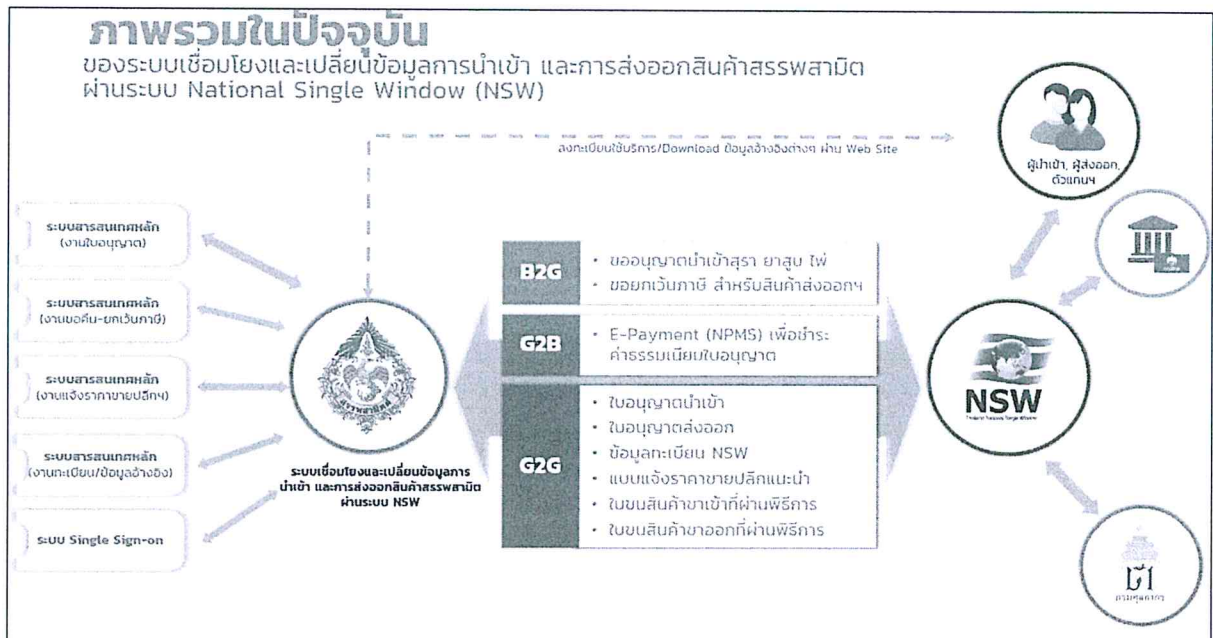 ภาพรวมในปัจจุบัน
ของระบบเชื่อมโยงและเปลี่ยนข้อมูลการนำเข้า และการส่งออกสินค้าสรรพสามิต
ผ่านระบบ National Single Window (NSW)
ลงทะเบียนใช้บริการ/Download ข้อมูลอ้างอิงต่างๆ ผ่าน Web Site
ผู้นำเข้า, ผู้ส่งออก,
ตัวแทนฯ
ระบบสารสนเทศหลัก
(งานใบอนุญาต)
ระบบสารสนเทศหลัก
(งานขอคืน-ยกเว้นภาษี)
ระบบสารสนเทศหลัก
(งานแจ้งราคาขายปลีกฯ)
ระบบสารสนเทศหลัก
(งานทะเบียน/ข้อมูลอ้างอิง)
ระบบ Single Sign-on
สรรพสามิต
ระบบเชื่อมโยงและเปลี่ยนข้อมูลการ
นำเข้า และการส่งออกสินค้าสรรพสามิต
ผ่านระบบ NSW
B2G
• ขออนุญาตนำเข้าสุรา ยาสูบ ไพ่
• ขอยกเว้นภาษี สำหรับสินค้าส่งออกฯ
G2B
• E-Payment (NPMS) เพื่อชำระ
ค่าธรรมเนียมใบอนุญาต
G2G
• ใบอนุญาตนำเข้า
• ใบอนุญาตส่งออก
• ข้อมูลทะเบียน NSW
• แบบแจ้งราคาขายปลีกแนะนำ
• ใบขนสินค้าขาเข้าที่ผ่านพิธีการ
• ใบขนสินค้าขาออกที่ผ่านพิธีการ
NSW
Thailand National Single Window
กรมศุลกากร